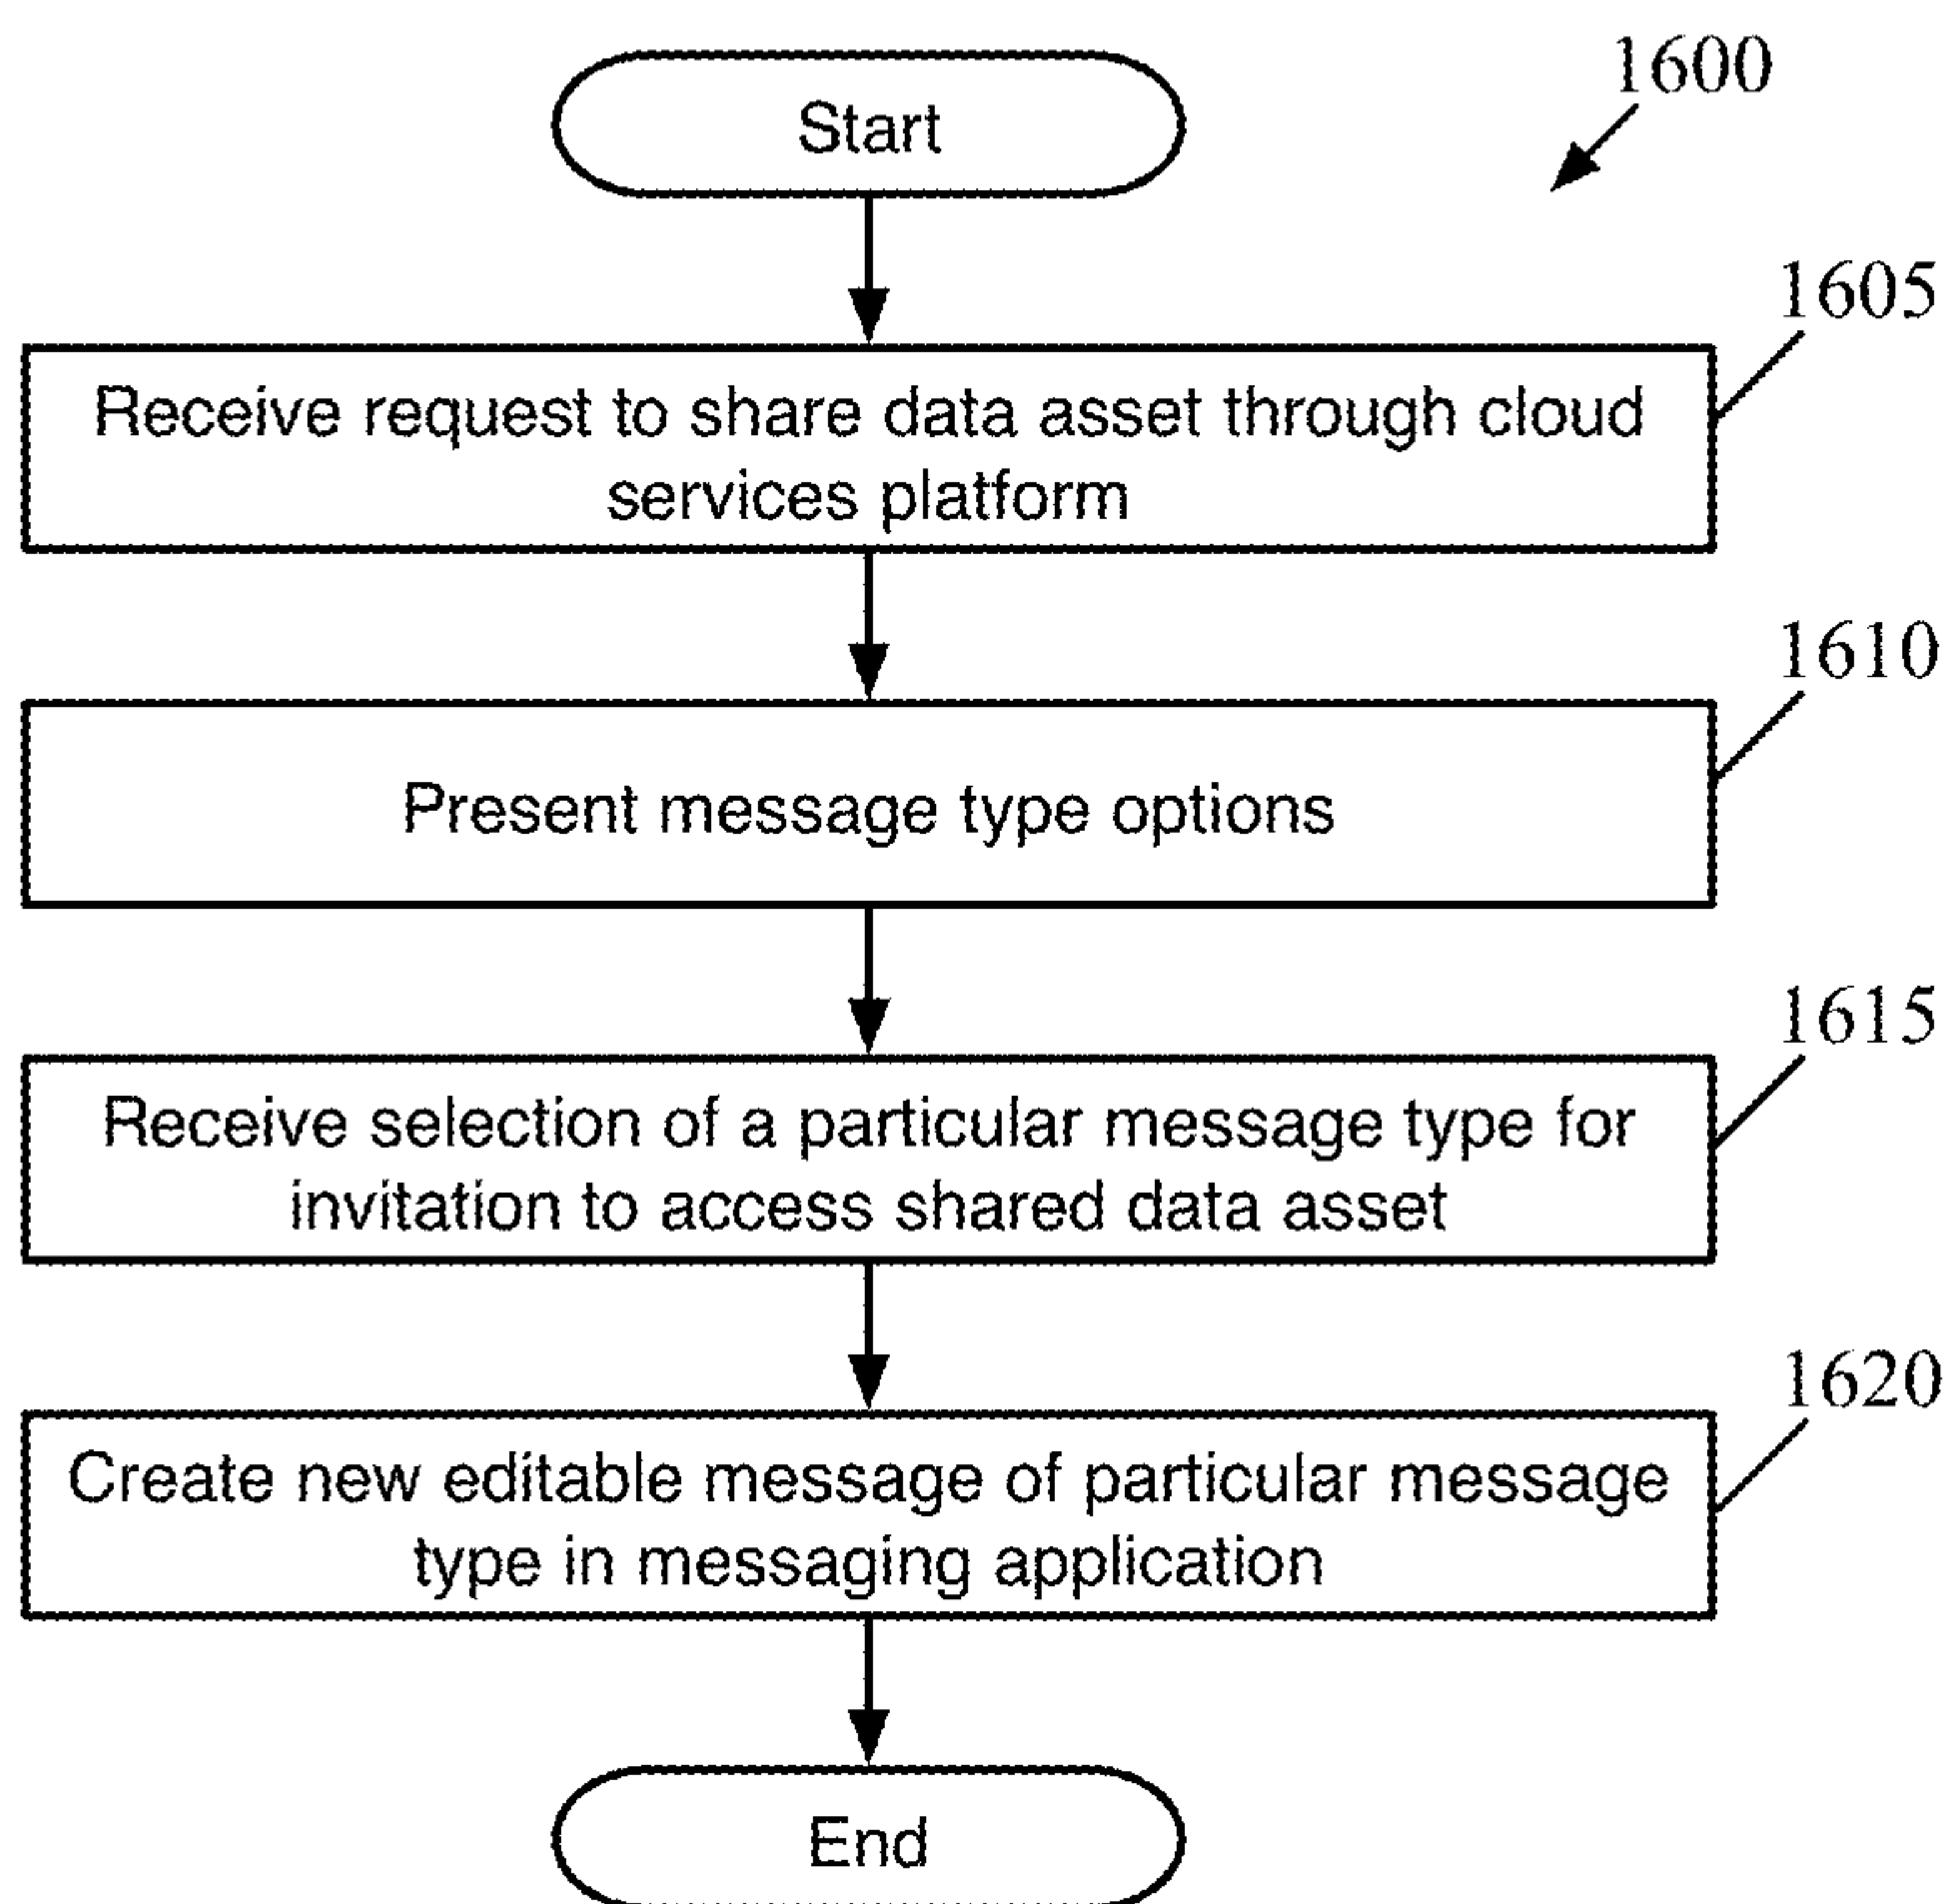 Start
1600
1605
Receive request to share data asset through cloud
services platform
1610
Present message type options
1615
Receive selection of a particular message type for
invitation to access shared data asset
1620
Create new editable message of particular message
type in messaging application
End